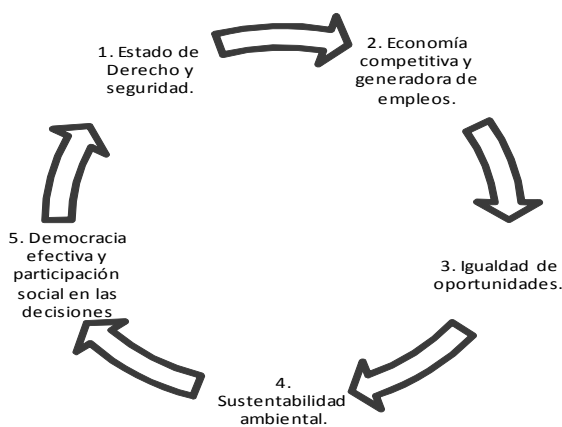 1. Estado de
Derecho y
seguridad.
2. Economía
competitiva y
generadora de
empleos.
3. Igualdad de
oportunidades.
4.
Sustentabilidad
ambiental.
5. Democracia
efectiva y
participación
social en las
decisiones